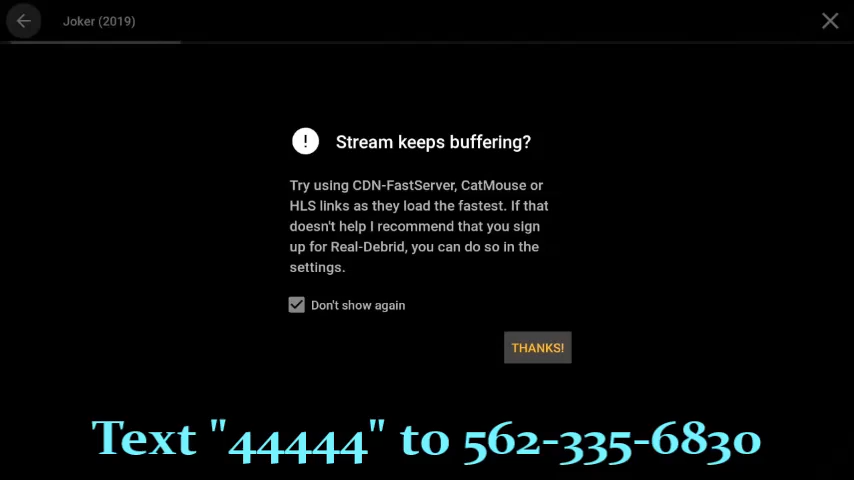 Joker (2019)
Stream keeps buffering?
Try using CDN-FastServer, CatMouse or
HLS links as they load the fastest. If that
doesn't help I recommend that you sign
up for Real-Debrid, you can do so in the
settings.
Don't show again
THANKS!
Text "44444" to 562-335-6830